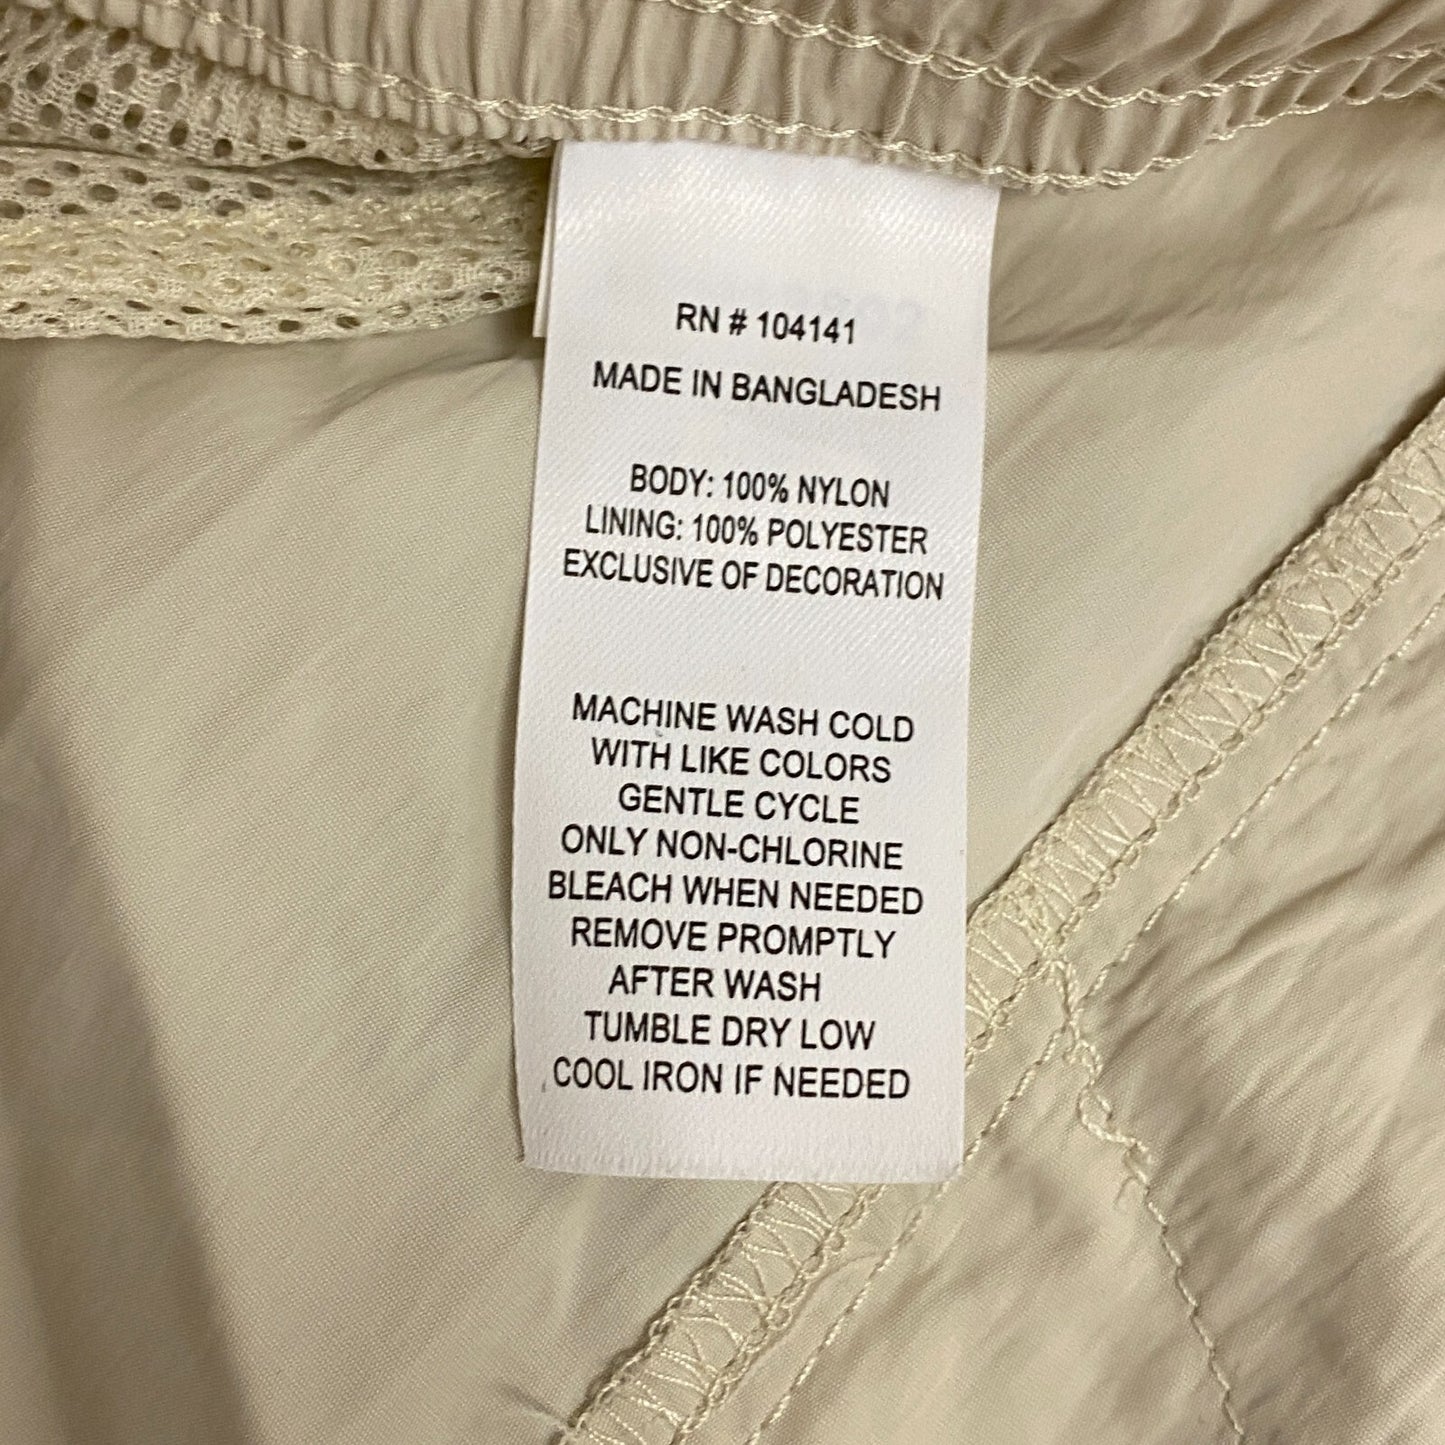 RN # 104141
MADE IN BANGLADESH
BODY: 100% NYLON
LINING: 100% POLYESTER
EXCLUSIVE OF DECORATION
MACHINE WASH COLD
WITH LIKE COLORS
GENTLE CYCLE
ONLY NON-CHLORINE
BLEACH WHEN NEEDED
REMOVE PROMPTLY
AFTER WASH
TUMBLE DRY LOW
COOL IRON IF NEEDED